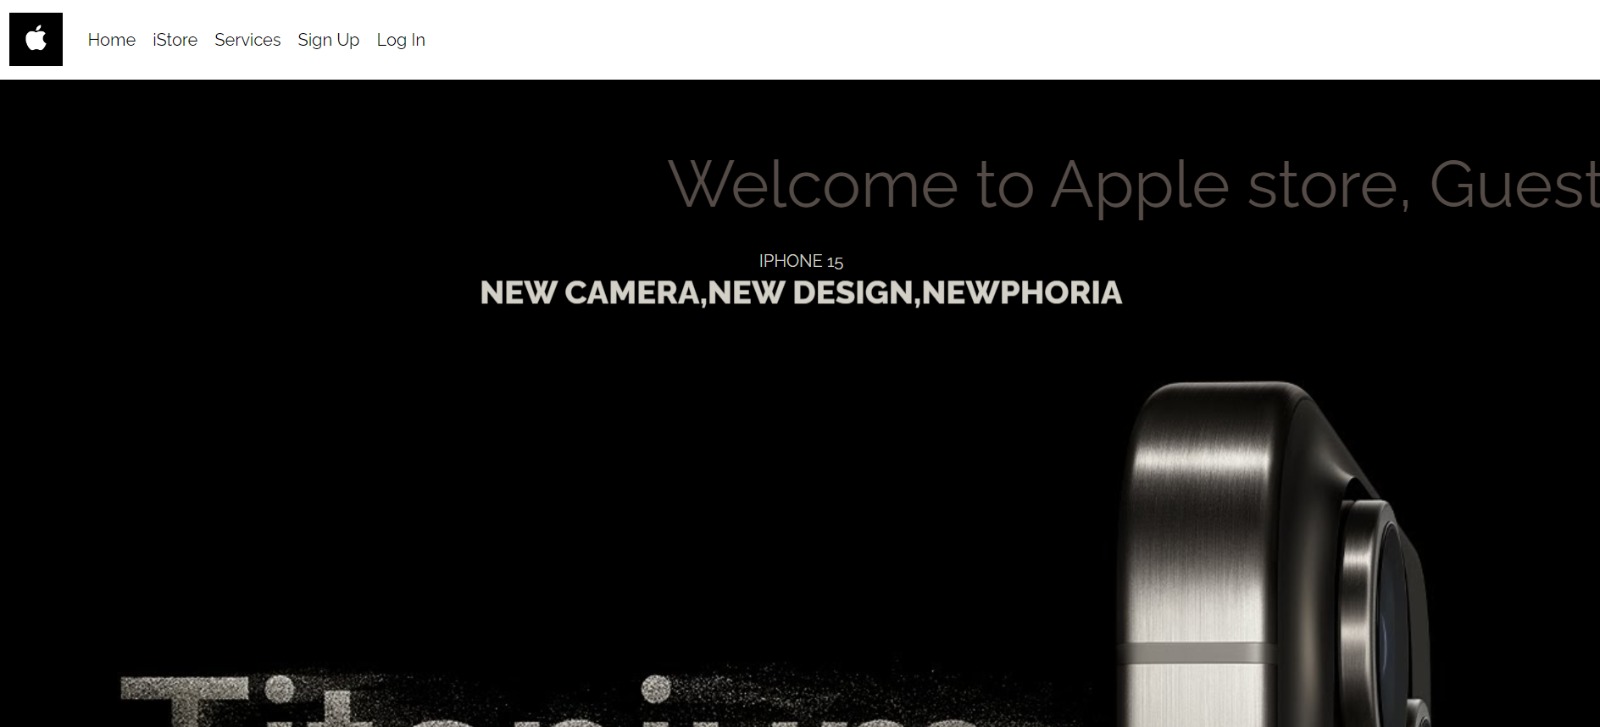 Home iStore Services Sign Up Log In
Welcome to Apple store, Guest
IPHONE 15
NEW CAMERA,NEW DESIGN,NEWPHORIA
Titanium